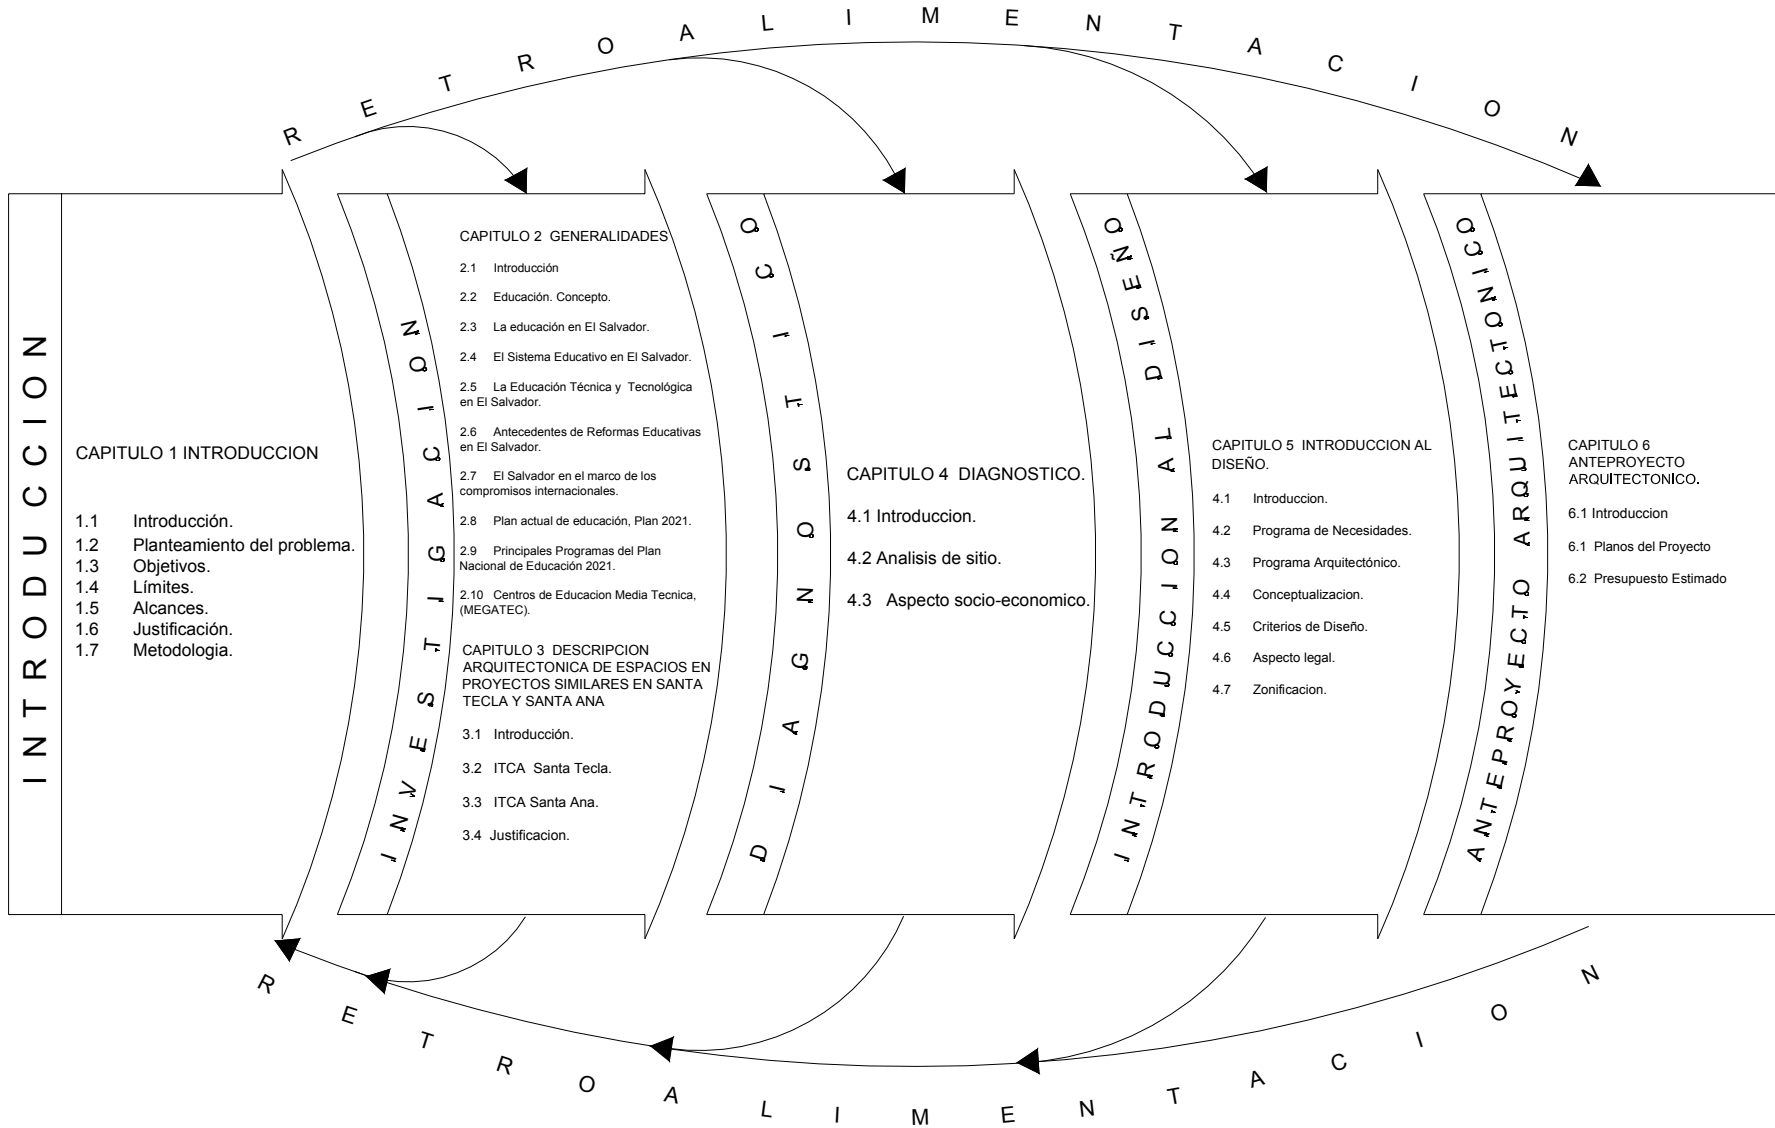 RETROALIMENTACION
INTRODUCCION
CAPITULO 1 INTRODUCCION
1.1 Introducción.
1.2 Planteamiento del problema.
1.3 Objetivos.
1.4 Límites.
1.5 Alcances.
1.6 Justificación.
1.7 Metodologia.
INVESTIGACION
CAPITULO 2 GENERALIDADES
2.1 Introducción
2.2 Educación. Concepto.
2.3 La educación en El Salvador.
2.4 El Sistema Educativo en El Salvador.
2.5 La Educación Técnica y Tecnológica
en El Salvador.
2.6 Antecedentes de Reformas Educativas
en El Salvador.
2.7 El Salvador en el marco de los
compromisos internacionales.
2.8 Plan actual de educación, Plan 2021.
2.9 Principales Programas del Plan
Nacional de Educación 2021.
2.10 Centros de Educacion Media Tecnica,
(MEGATEC).
CAPITULO 3 DESCRIPCION
ARQUITECTONICA DE ESPACIOS EN
PROYECTOS SIMILARES EN SANTA
TECLA Y SANTA ANA
3.1 Introducción.
3.2 ITCA Santa Tecla.
3.3 ITCA Santa Ana.
3.4 Justificacion.
DIAGNOSTICO
CAPITULO 4 DIAGNOSTICO.
4.1 Introduccion.
4.2 Analisis de sitio.
4.3 Aspecto socio-economico.
INTRODUCCION AL DISEÑO
CAPITULO 5 INTRODUCCION AL
DISEÑO.
4.1 Introduccion.
4.2 Programa de Necesidades.
4.3 Programa Arquitectónico.
4.4 Conceptualizacion.
4.5 Criterios de Diseño.
4.6 Aspecto legal.
4.7 Zonificacion.
ANTEPROYECTO ARQUITECTONICO
CAPITULO 6
ANTEPROYECTO
ARQUITECTONICO.
6.1 Introduccion
6.1 Planos del Proyecto
6.2 Presupuesto Estimado
RETROALIMENTACION